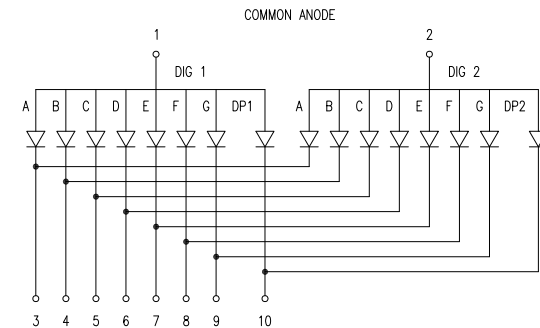 COMMON ANODE
1 2
DIG 1 DIG 2
A B C D E F G DP1 A B C D E F G DP2
3 4 5 6 7 8 9 10